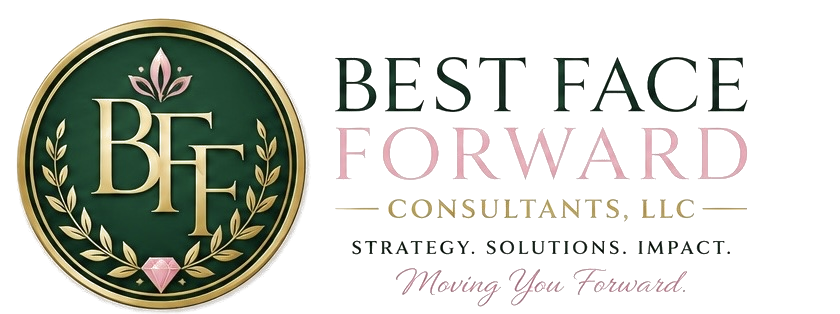 BFF
BEST FACE
FORWARD
CONSULTANTS, LLC
STRATEGY. SOLUTIONS. IMPACT.
Moving You Forward.